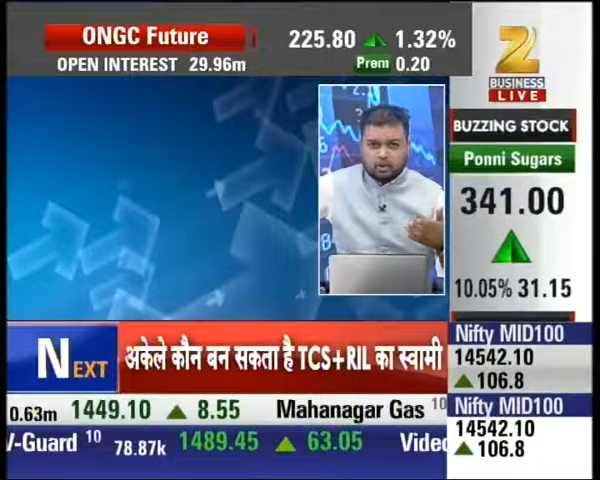 ONGC Future
225.80 1.32%
OPEN INTEREST 29.96m
Prem 0.20
Z
BUSINESS
LIVE
BUZZING STOCK
Ponni Sugars
341.00
10.05% 31.15
NEXT
अकेले कौन बन सकता है TCS+RIL का स्वामी
Nifty MID100
14542.10
106.8
0.63m 1449.10 8.55 Mahanagar Gas 10
V-Guard 10 78.87k 1489.45 63.05
Nifty MID100
14542.10
106.8